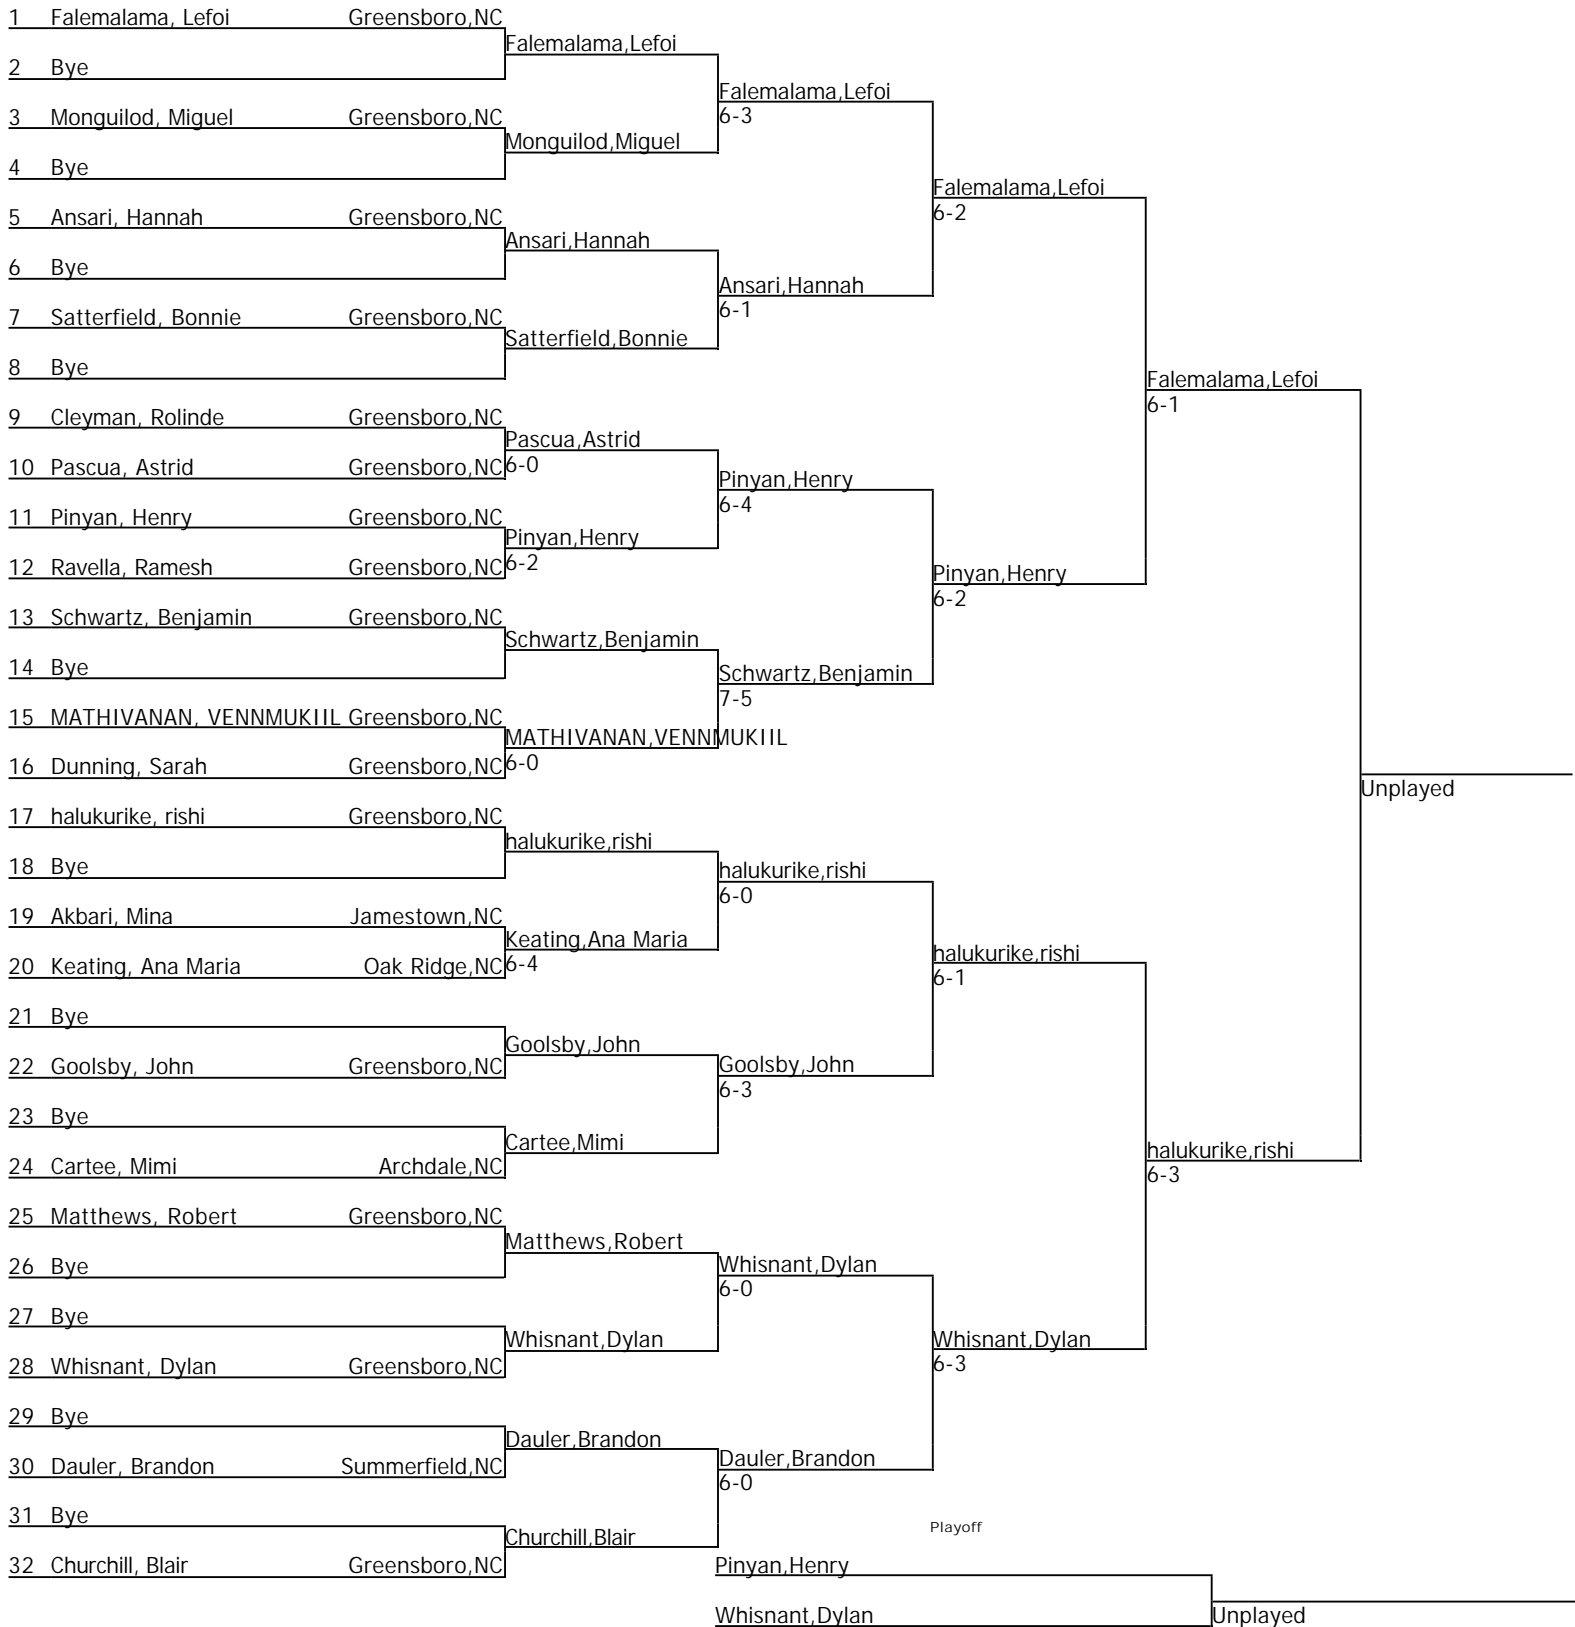 1 Falemalama, Lefoi Greensboro,NC
Falemalama,Lefoi
2 Bye
Falemalama,Lefoi
6-3
3 Monguilod, Miguel Greensboro,NC
Monguilod,Miguel
4 Bye
Falemalama,Lefoi
6-2
5 Ansari, Hannah Greensboro,NC
Ansari,Hannah
6 Bye
Ansari,Hannah
6-1
7 Satterfield, Bonnie Greensboro,NC
Satterfield,Bonnie
8 Bye
Falemalama,Lefoi
6-1
9 Cleyman, Rolinde Greensboro,NC
Pascua,Astrid
10 Pascua, Astrid Greensboro,NC 6-0
Pinyan,Henry
6-4
11 Pinyan, Henry Greensboro,NC
Pinyan,Henry
12 Ravella, Ramesh Greensboro,NC 6-2
Pinyan,Henry
6-2
13 Schwartz, Benjamin Greensboro,NC
Schwartz,Benjamin
14 Bye
Schwartz,Benjamin
7-5
15 MATHIVANAN, VENNMUKIIL Greensboro,NC
MATHIVANAN,VENNMUKIIL
16 Dunning, Sarah Greensboro,NC 6-0
Unplayed
17 halukurike, rishi Greensboro,NC
halukurike,rishi
18 Bye
halukurike,rishi
6-0
19 Akbari, Mina Jamestown,NC
Keating,Ana Maria
20 Keating, Ana Maria Oak Ridge,NC 6-4
halukurike,rishi
6-1
21 Bye
Goolsby,John
22 Goolsby, John Greensboro,NC
Goolsby,John
6-3
23 Bye
Cartee,Mimi
24 Cartee, Mimi Archdale,NC
halukurike,rishi
6-3
25 Matthews, Robert Greensboro,NC
Matthews,Robert
26 Bye
Whisnant,Dylan
6-0
27 Bye
Whisnant,Dylan
28 Whisnant, Dylan Greensboro,NC
Whisnant,Dylan
6-3
29 Bye
Dauler,Brandon
30 Dauler, Brandon Summerfield,NC
Dauler,Brandon
6-0
31 Bye
Churchill,Blair
32 Churchill, Blair Greensboro,NC
Playoff
Pinyan,Henry
Whisnant,Dylan
Unplayed